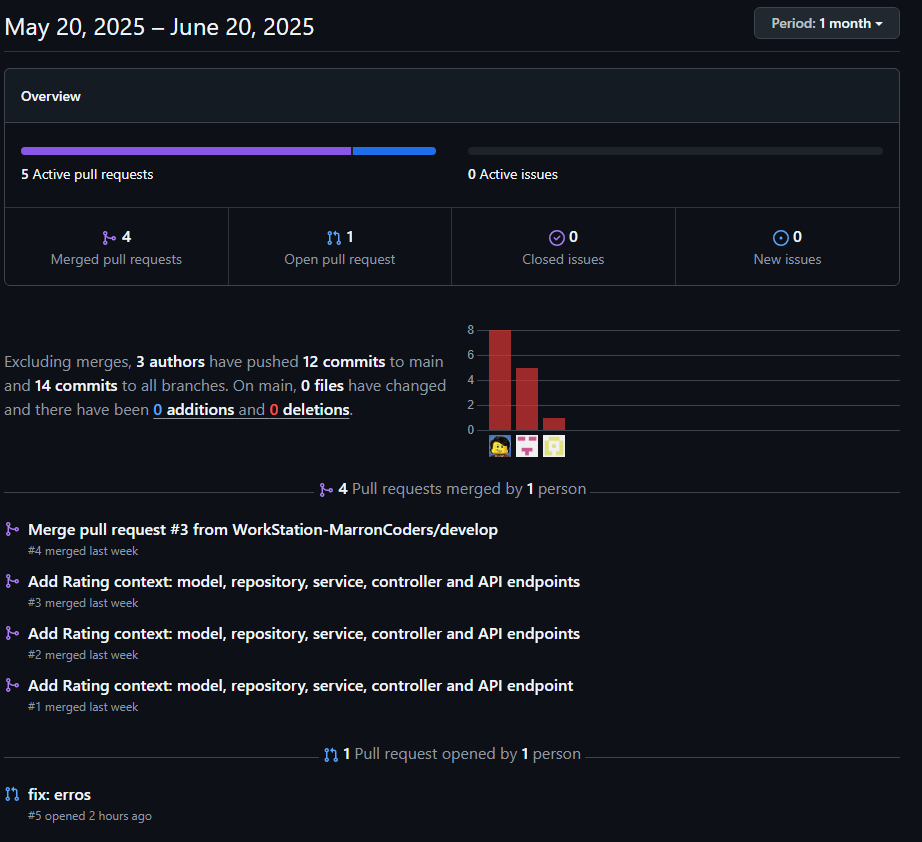 May 20, 2025 – June 20, 2025
Period: 1 month
Overview
5 Active pull requests
0 Active issues
4
Merged pull requests
1
Open pull request
0
Closed issues
0
New issues
Excluding merges, 3 authors have pushed 12 commits to main
and 14 commits to all branches. On main, 0 files have changed
and there have been 0 additions and 0 deletions.
8
6
4
2
0
4 Pull requests merged by 1 person
Merge pull request #3 from WorkStation-MarronCoders/develop
#4 merged last week
Add Rating context: model, repository, service, controller and API endpoints
#3 merged last week
Add Rating context: model, repository, service, controller and API endpoints
#2 merged last week
Add Rating context: model, repository, service, controller and API endpoint
#1 merged last week
1 Pull request opened by 1 person
fix: erros
#5 opened 2 hours ago